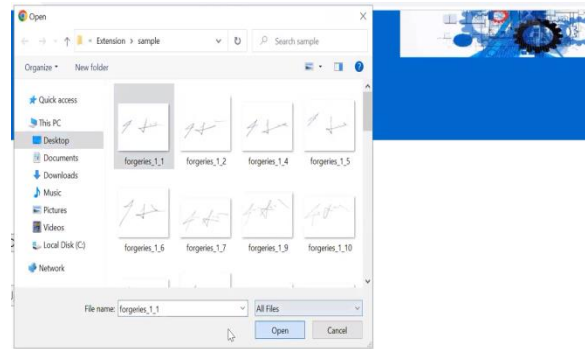 Open
Extension › sample
Search sample
Organize
New folder
Quick access
This PC
Desktop
Documents
Downloads
Music
Pictures
Videos
Local Disk (C:)
Network
forgeries_1_1
forgeries_1_2
forgeries_1_4
forgeries_1_5
forgeries_1_6
forgeries_1_7
forgeries_1_9
forgeries_1_10
File name: forgeries_1_1
All Files
Open
Cancel